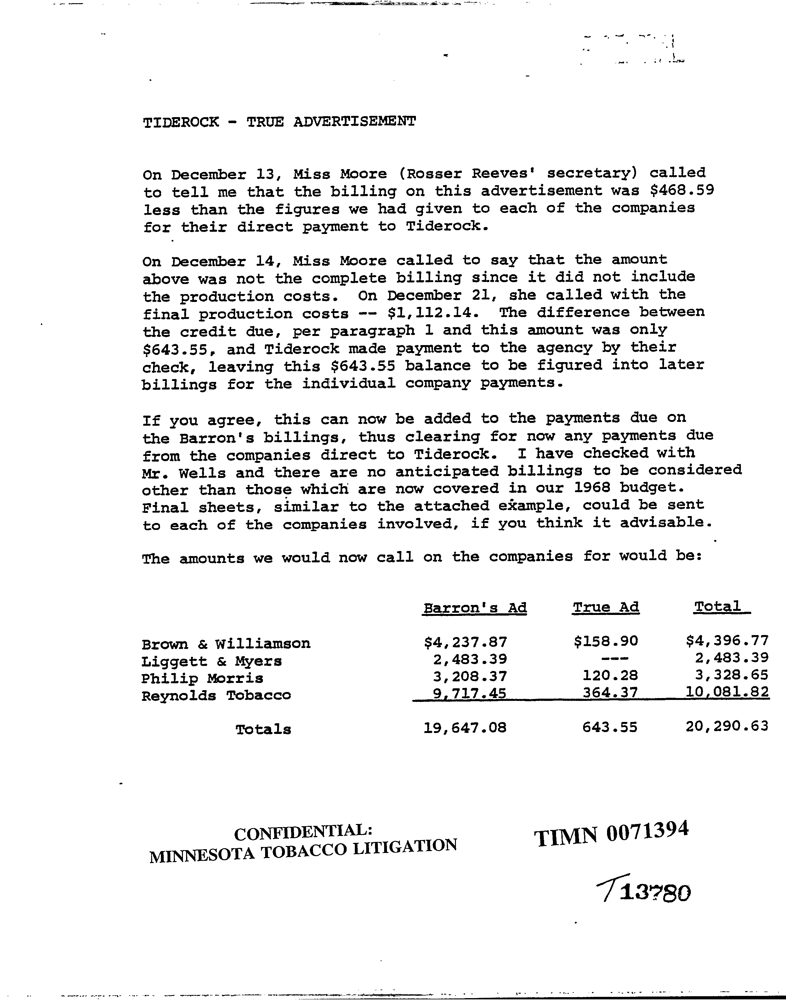 TIDEROCK - TRUE ADVERTISEMENT
On December 13, Miss Moore (Rosser Reeves' secretary) called
to tell me that the billing on this advertisement was $468.59
less than the figures we had given to each of the companies
for their direct payment to Tiderock.
On December 14, Miss Moore called to say that the amount
above was not the complete billing since it did not include
the production costs. On December 21, she called with the
final production costs -- $1,112.14. The difference between
the credit due, per paragraph 1 and this amount was only
$643.55, and Tiderock made payment to the agency by their
check, leaving this $643.55 balance to be figured into later
billings for the individual company payments.
If you agree, this can now be added to the payments due on
the Barron's billings, thus clearing for now any payments due
from the companies direct to Tiderock. I have checked with
Mr. Wells and there are no anticipated billings to be considered
other than those which are now covered in our 1968 budget.
Final sheets, similar to the attached example, could be sent
to each of the companies involved, if you think it advisable.
The amounts we would now call on the companies for would be:
Barron's Ad True Ad Total
Brown & Williamson $4,237.87 $158.90 $4,396.77
Liggett & Myers 2,483.39 --- 2,483.39
Philip Morris 3,208.37 120.28 3,328.65
Reynolds Tobacco 9,717.45 364.37 10,081.82
Totals 19,647.08 643.55 20,290.63
CONFIDENTIAL:
MINNESOTA TOBACCO LITIGATION
TIMN 0071394
T13780